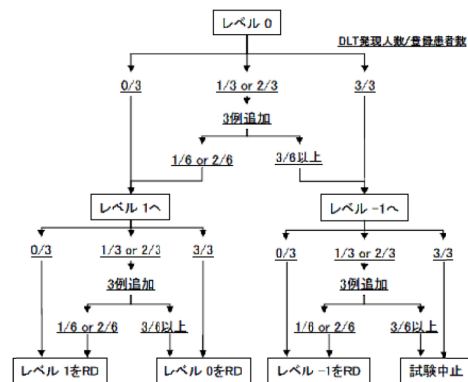 レベル 0
DLT発現人数/登録患者数
0/3 1/3 or 2/3 3/3
3例追加
1/6 or 2/6 3/6以上
レベル 1へ レベル -1へ
0/3 1/3 or 2/3 3/3 0/3 1/3 or 2/3 3/3
3例追加 3例追加
1/6 or 2/6 3/6以上 1/6 or 2/6 3/6以上
レベル 1をRD レベル 0をRD レベル -1をRD 試験中止